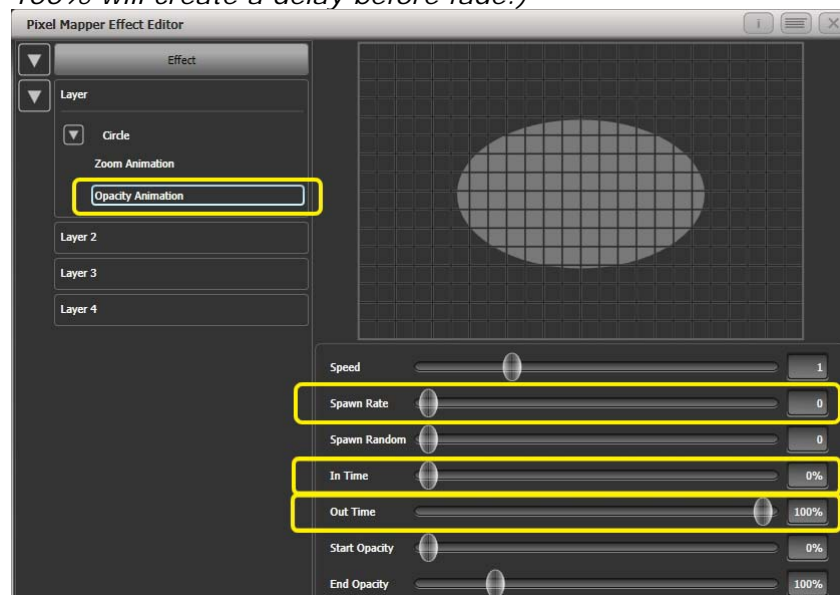 100% will create a delay before fade.)
Pixel Mapper Effect Editor
i
Effect
Layer
Circle
Zoom Animation
Opacity Animation
Layer 2
Layer 3
Layer 4
Speed 1
Spawn Rate 0
Spawn Random 0
In Time 0%
Out Time 100%
Start Opacity 0%
End Opacity 100%